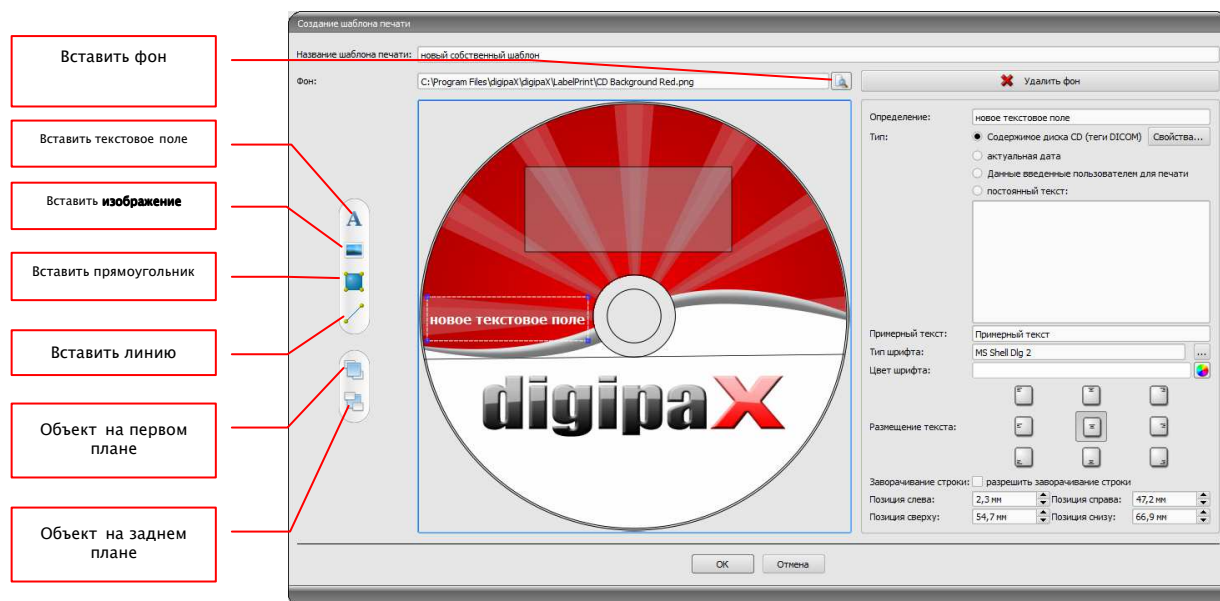 Создание шаблона печати
Вставить фон
Название шаблона печати: новый собственный шаблон
Фон: C:\Program Files\digipaX\digipaX\LabelPrint\CD Background Red.png
Удалить фон
Вставить текстовое поле
Вставить изображение
Вставить прямоугольник
Вставить линию
Объект на первом
плане
Объект на заднем
плане
A
новое текстовое поле
digipaX
Определение: новое текстовое поле
Тип: Содержимое диска CD (теги DICOM) Свойства...
актуальная дата
Данные введенные пользователем для печати
постоянный текст:
Примерный текст: Примерный текст
Тип шрифта: MS Shell Dlg 2 ...
Цвет шрифта:
Размещение текста:
Заворачивание строки: разрешить заворачивание строки
Позиция слева: 2,3 мм Позиция справа: 47,2 мм
Позиция сверху: 54,7 мм Позиция снизу: 66,9 мм
OK Отмена